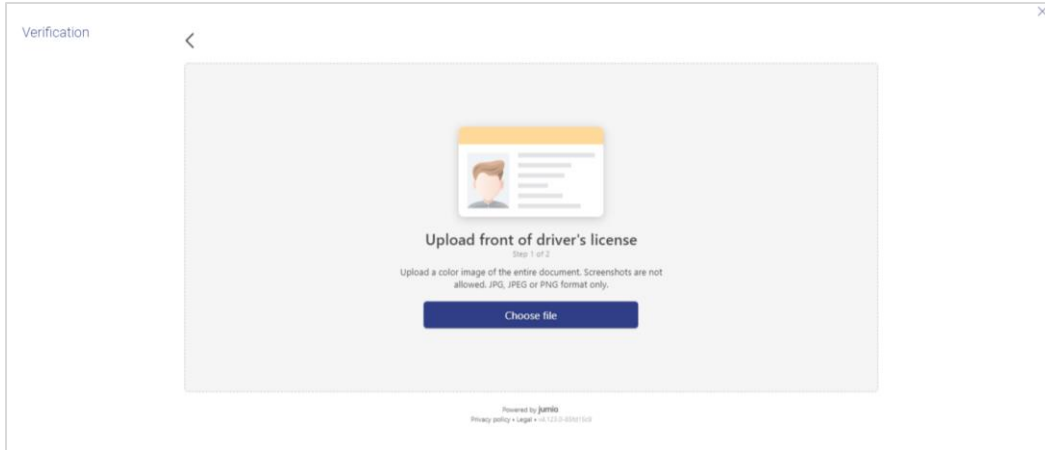 Verification
Upload front of driver's license
Step 1 of 2
Upload a color image of the entire document. Screenshots are not
allowed. JPG, JPEG or PNG format only.
Choose file
Powered by jumio
Privacy policy • Legal •